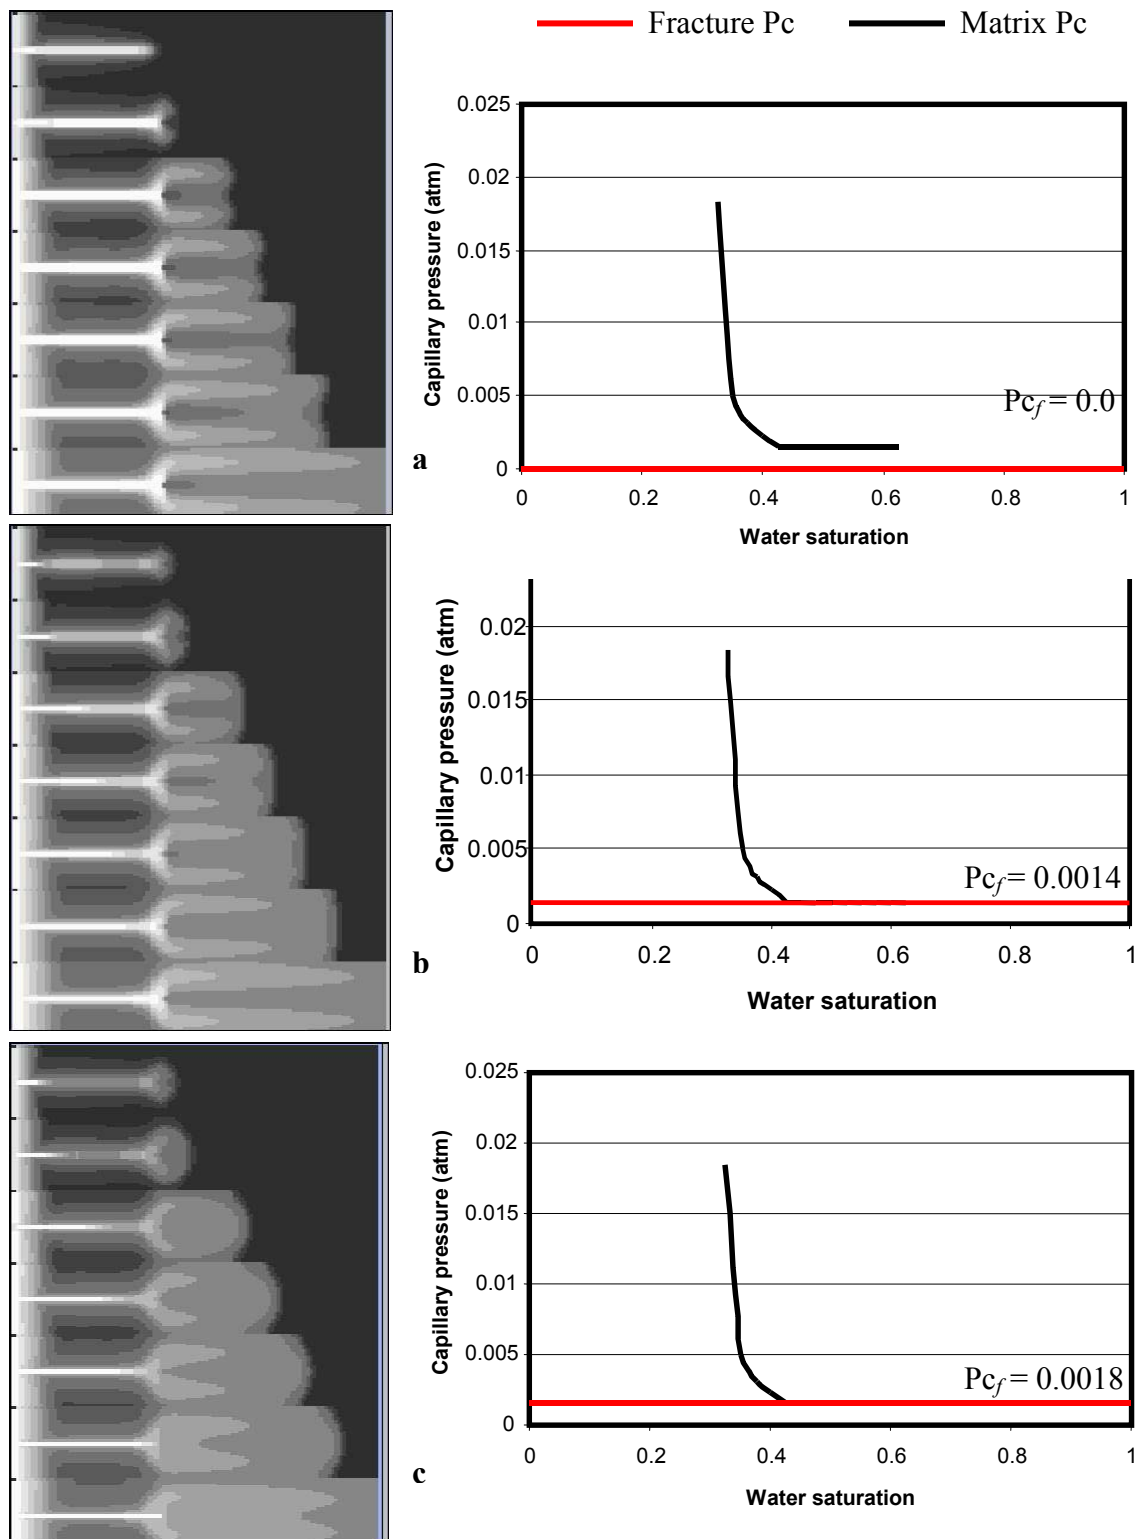 Fracture Pc Matrix Pc
0.025
0.02
0.015
0.01
0.005
0
Capillary pressure (atm)
Pcf = 0.0
0 0.2 0.4 0.6 0.8 1
Water saturation
a
0.02
0.015
0.01
0.005
0
Capillary pressure (atm)
Pcf = 0.0014
0 0.2 0.4 0.6 0.8 1
Water saturation
b
0.025
0.02
0.015
0.01
0.005
0
Capillary pressure (atm)
Pcf = 0.0018
0 0.2 0.4 0.6 0.8 1
Water saturation
c